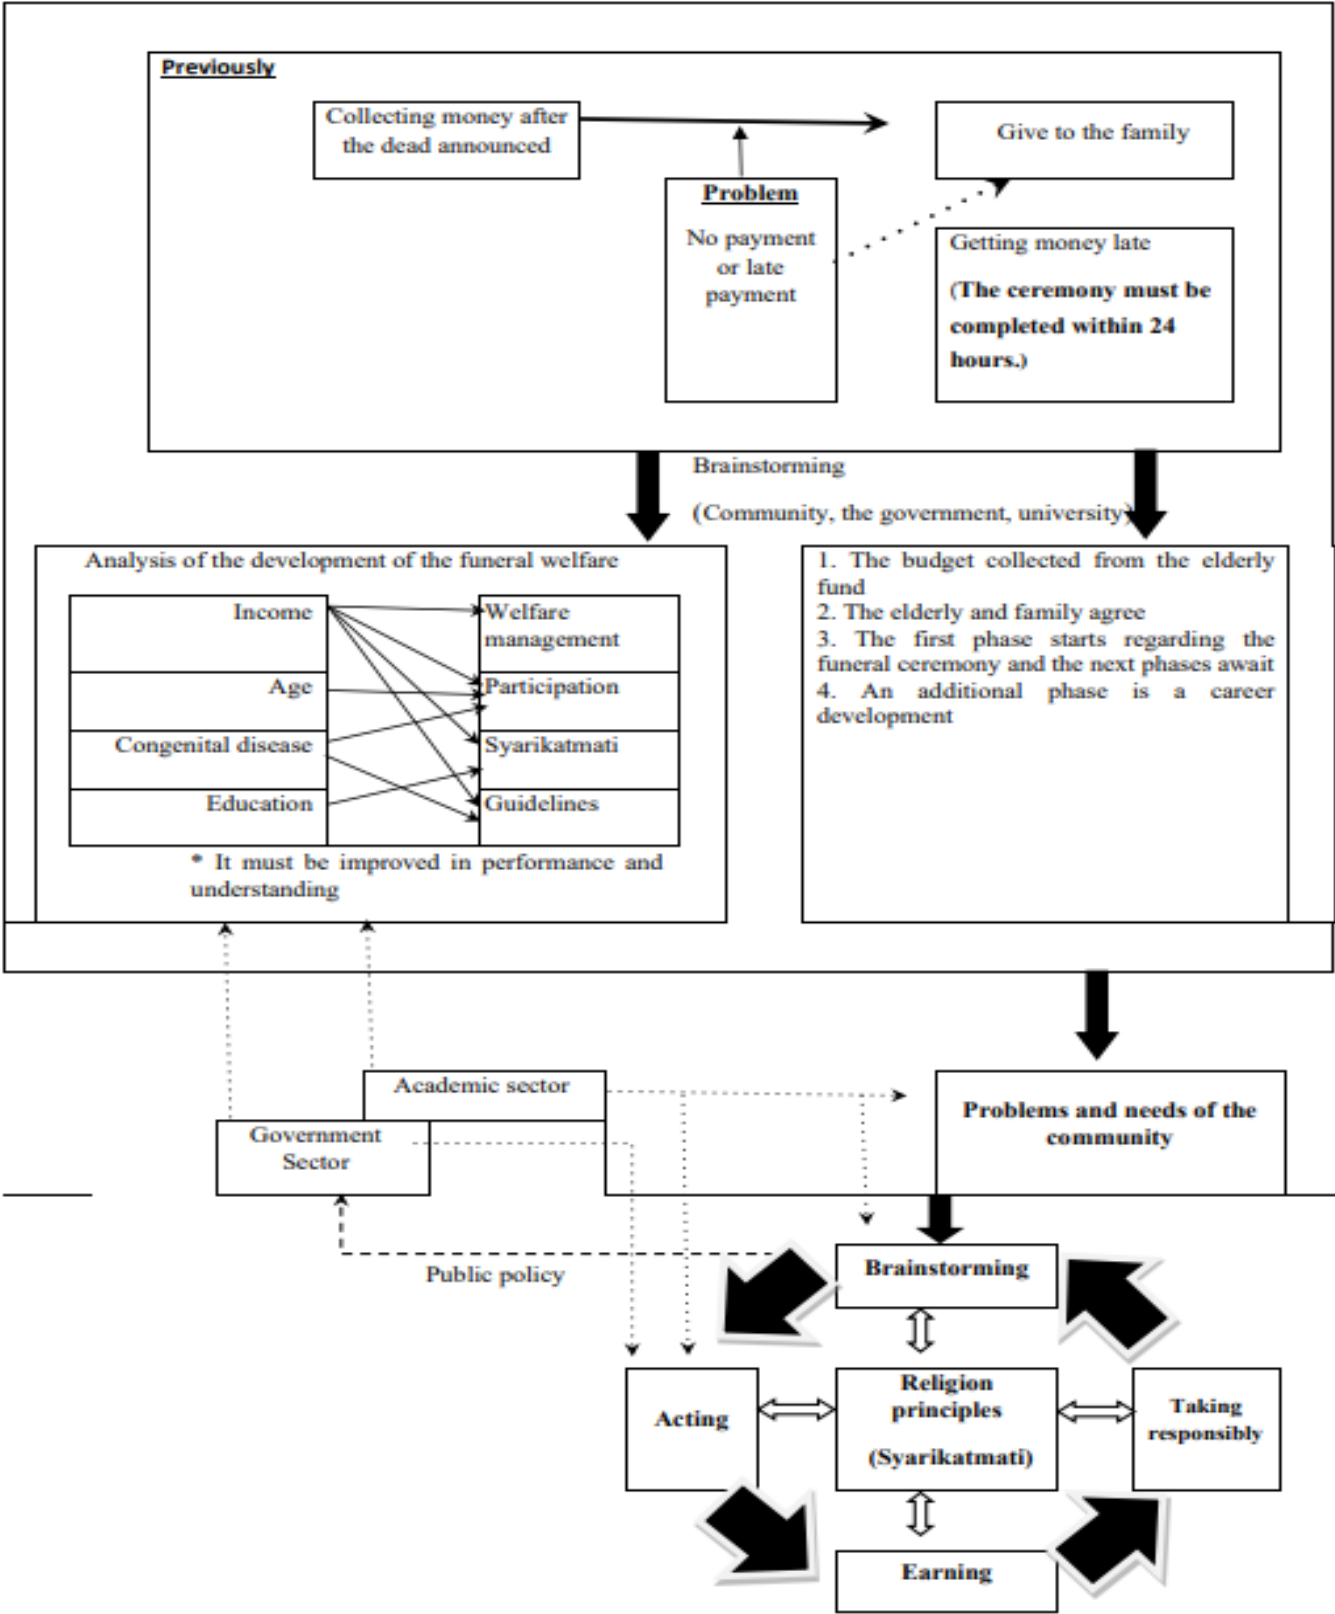 Previously
Collecting money after
the dead announced
Give to the family
Problem
No payment
or late
payment
Getting money late
(The ceremony must be
completed within 24
hours.)
Brainstorming
(Community, the government, university)
Analysis of the development of the funeral welfare
Income
Age
Congenital disease
Education
Welfare
management
Participation
Syarikatmati
Guidelines
* It must be improved in performance and
understanding
1. The budget collected from the elderly
fund
2. The elderly and family agree
3. The first phase starts regarding the
funeral ceremony and the next phases await
4. An additional phase is a career
development
Academic sector
Government
Sector
Problems and needs of the
community
Public policy
Brainstorming
Acting
Religion
principles
(Syarikatmati)
Taking
responsibly
Earning